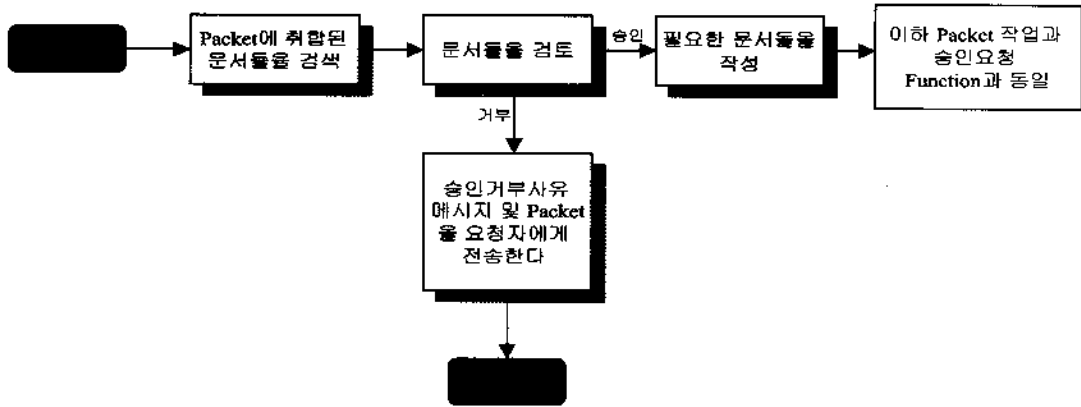 Packet에 취합된
문서들을 검색
문서들을 검토
승인
필요한 문서들을
작성
이하 Packet 작업과
승인요청
Function과 동일
거부
승인거부사유
메시지 및 Packet
을 요청자에게
전송한다